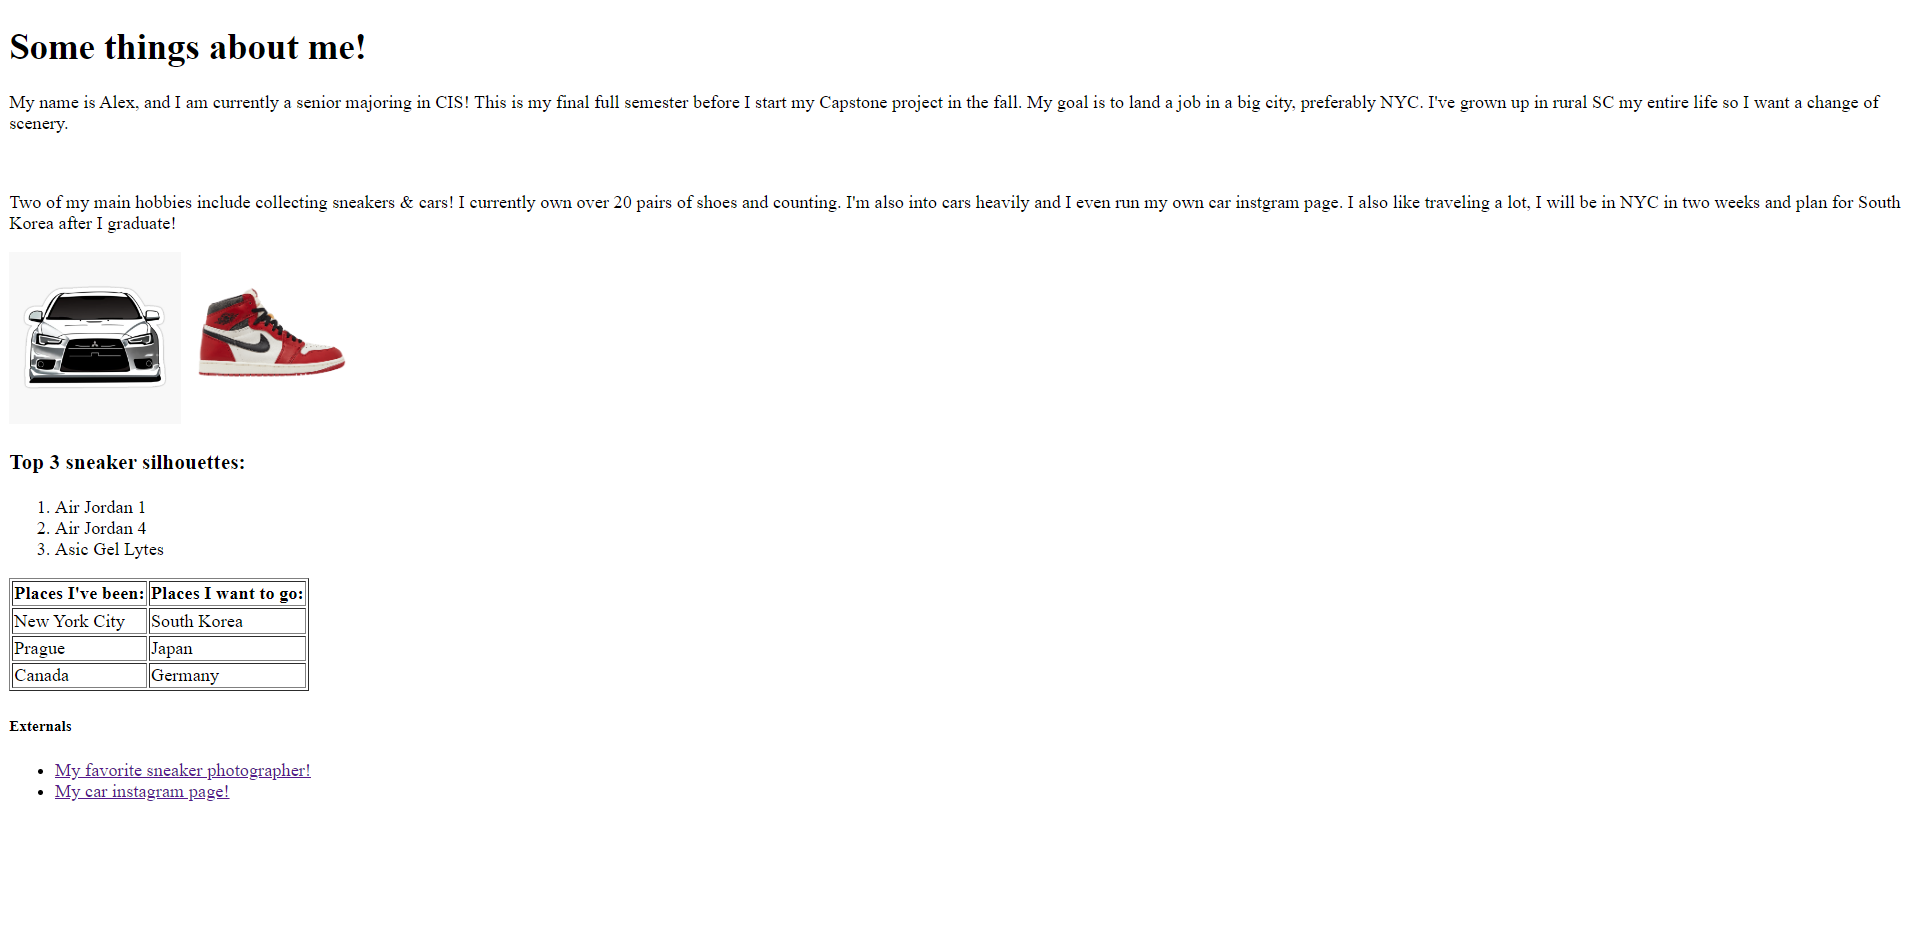 Some things about me!
My name is Alex, and I am currently a senior majoring in CIS! This is my final full semester before I start my Capstone project in the fall. My goal is to land a job in a big city, preferably NYC. I've grown up in rural SC my entire life so I want a change of
scenery.
Two of my main hobbies include collecting sneakers & cars! I currently own over 20 pairs of shoes and counting. I'm also into cars heavily and I even run my own car instgram page. I also like traveling a lot, I will be in NYC in two weeks and plan for South
Korea after I graduate!
Top 3 sneaker silhouettes:
1. Air Jordan 1
2. Air Jordan 4
3. Asic Gel Lytes
Places I've been: Places I want to go:
New York City South Korea
Prague Japan
Canada Germany
Externals
• My favorite sneaker photographer!
• My car instagram page!